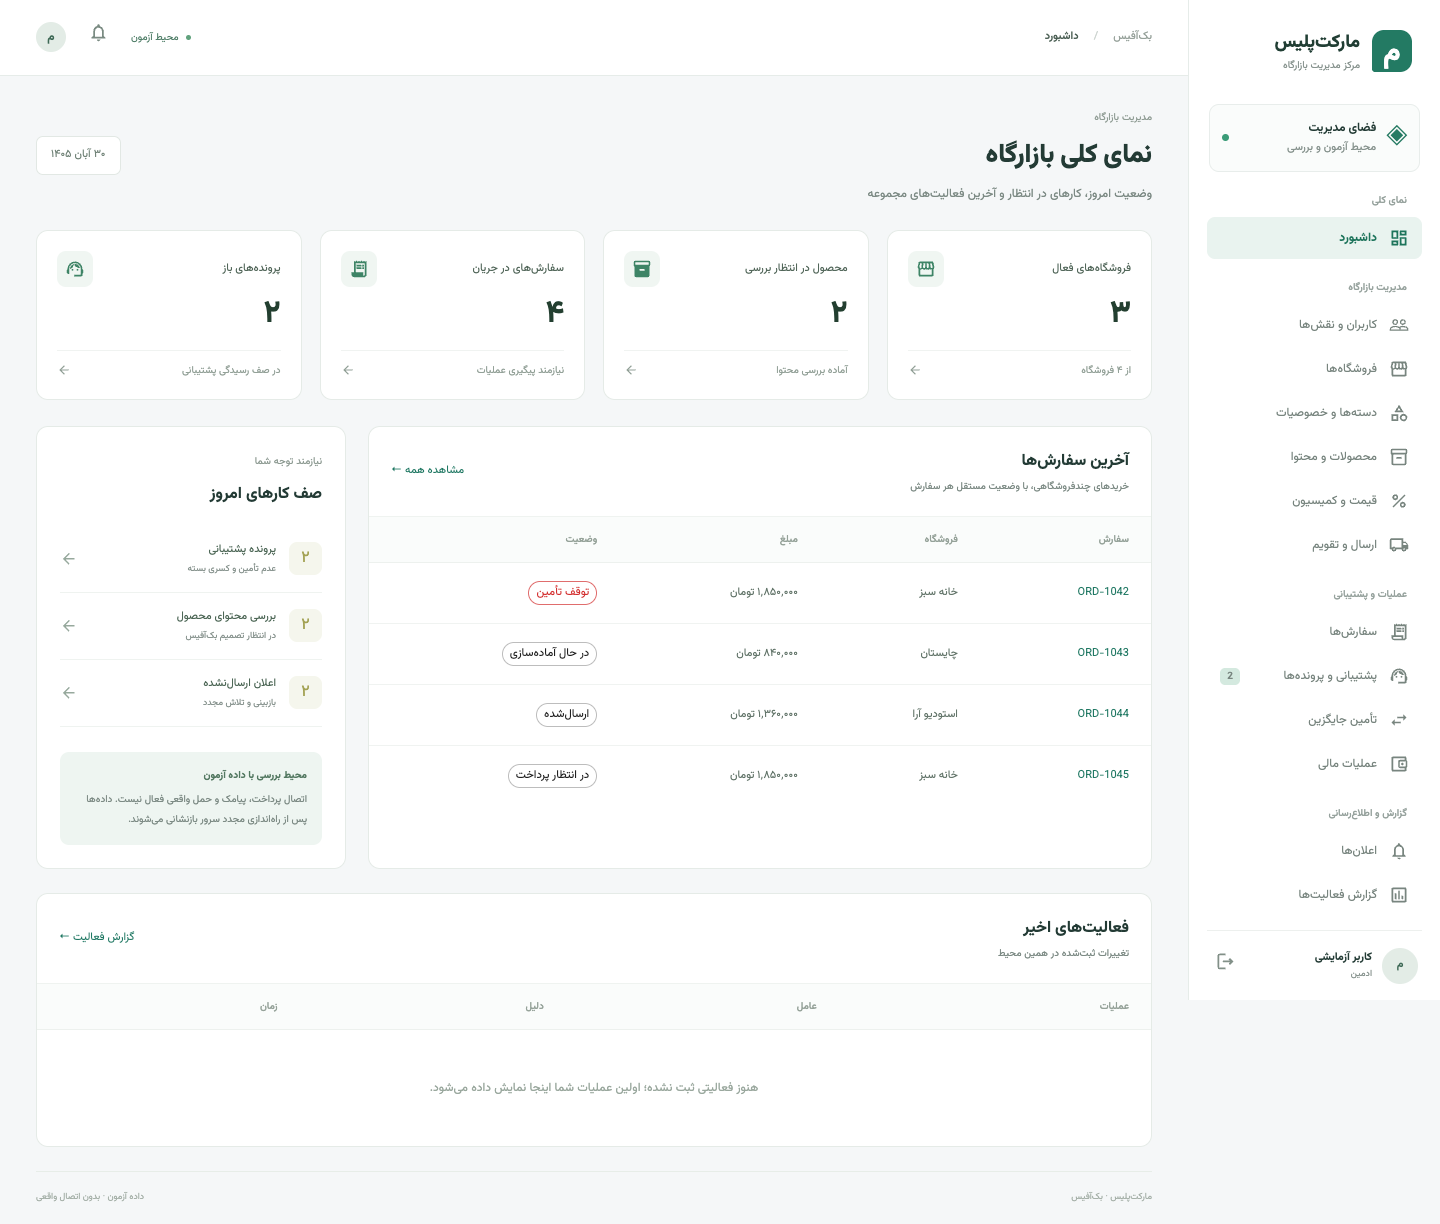 م
مارکت‌پلیس
مرکز مدیریت بازارگاه
فضای مدیریت
محیط آزمون و بررسی
نمای کلی
داشبورد
مدیریت بازارگاه
کاربران و نقش‌ها
فروشگاه‌ها
دسته‌ها و خصوصیات
محصولات و محتوا
قیمت و کمیسیون
ارسال و تقویم
عملیات و پشتیبانی
سفارش‌ها
پشتیبانی و پرونده‌ها 2
تأمین جایگزین
عملیات مالی
گزارش و اطلاع‌رسانی
اعلان‌ها
گزارش فعالیت‌ها
م
کاربر آزمایشی
ادمین
بک‌آفیس / داشبورد
محیط آزمون
م
مدیریت بازارگاه
نمای کلی بازارگاه
وضعیت امروز، کارهای در انتظار و آخرین فعالیت‌های مجموعه
۳۰ آبان ۱۴۰۵
فروشگاه‌های فعال
۳
از ۴ فروشگاه ←
محصول در انتظار بررسی
۲
آماده بررسی محتوا ←
سفارش‌های در جریان
۴
نیازمند پیگیری عملیات ←
پرونده‌های باز
۲
در صف رسیدگی پشتیبانی ←
آخرین سفارش‌ها
خریدهای چندفروشگاهی، با وضعیت مستقل هر سفارش
مشاهده همه ←
سفارش فروشگاه مبلغ وضعیت
ORD-1042 خانه سبز ۱,۸۵۰,۰۰۰ تومان توقف تأمین
ORD-1043 چایستان ۸۴۰,۰۰۰ تومان در حال آماده‌سازی
ORD-1044 استودیو آرا ۱,۳۶۰,۰۰۰ تومان ارسال‌شده
ORD-1045 خانه سبز ۱,۸۵۰,۰۰۰ تومان در انتظار پرداخت
نیازمند توجه شما
صف کارهای امروز
۲
پرونده پشتیبانی
عدم تأمین و کسری بسته
←
۲
بررسی محتوای محصول
در انتظار تصمیم بک‌آفیس
←
۲
اعلان ارسال‌نشده
بازبینی و تلاش مجدد
←
محیط بررسی با داده آزمون
اتصال پرداخت، پیامک و حمل واقعی فعال نیست. داده‌ها
پس از راه‌اندازی مجدد سرور بازنشانی می‌شوند.
فعالیت‌های اخیر
تغییرات ثبت‌شده در همین محیط
گزارش فعالیت ←
عملیات عامل دلیل زمان
هنوز فعالیتی ثبت نشده؛ اولین عملیات شما اینجا نمایش داده می‌شود.
مارکت‌پلیس · بک‌آفیس
داده آزمون · بدون اتصال واقعی